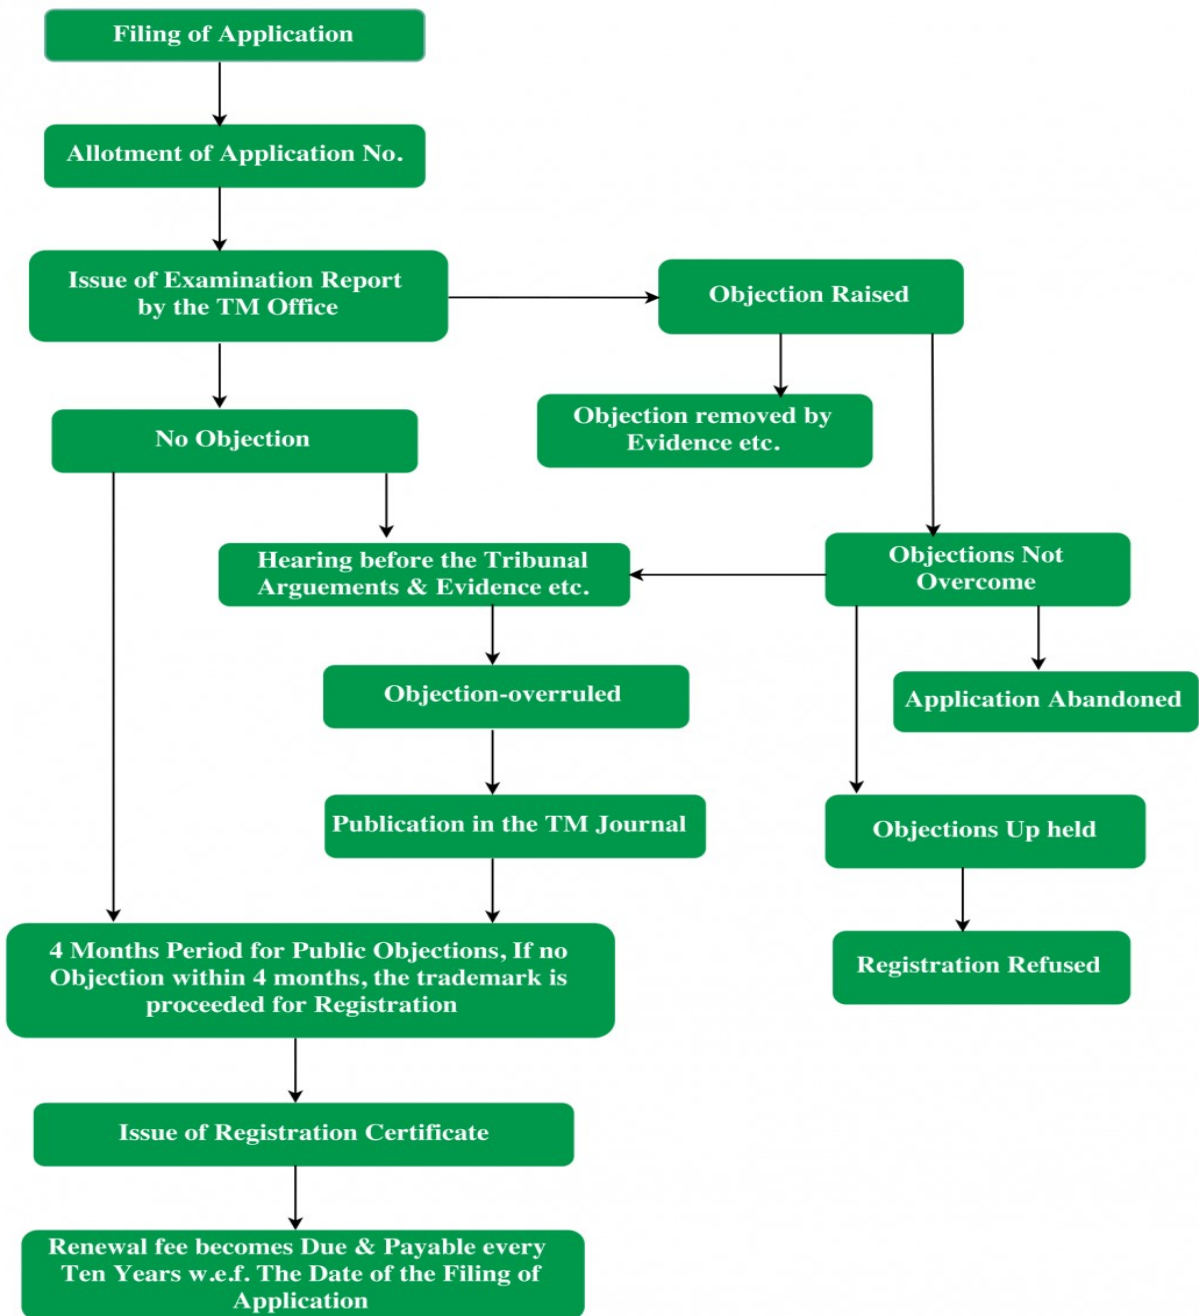 Filing of Application
Allotment of Application No.
Issue of Examination Report
by the TM Office
Objection Raised
Objection removed by
Evidence etc.
No Objection
Hearing before the Tribunal
Arguements & Evidence etc.
Objections Not
Overcome
Objection-overruled
Application Abandoned
Publication in the TM Journal
Objections Up held
4 Months Period for Public Objections, If no
Objection within 4 months, the trademark is
proceeded for Registration
Registration Refused
Issue of Registration Certificate
Renewal fee becomes Due & Payable every
Ten Years w.e.f. The Date of the Filing of
Application